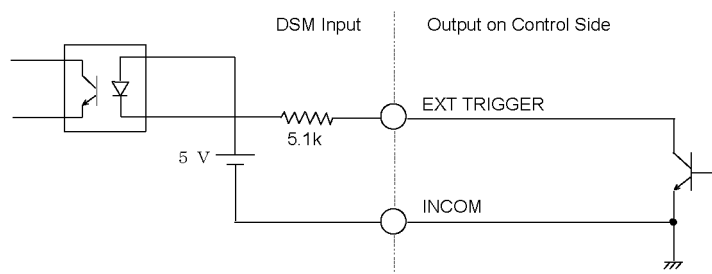 DSM Input
Output on Control Side
EXT TRIGGER
5.1k
5 V
INCOM